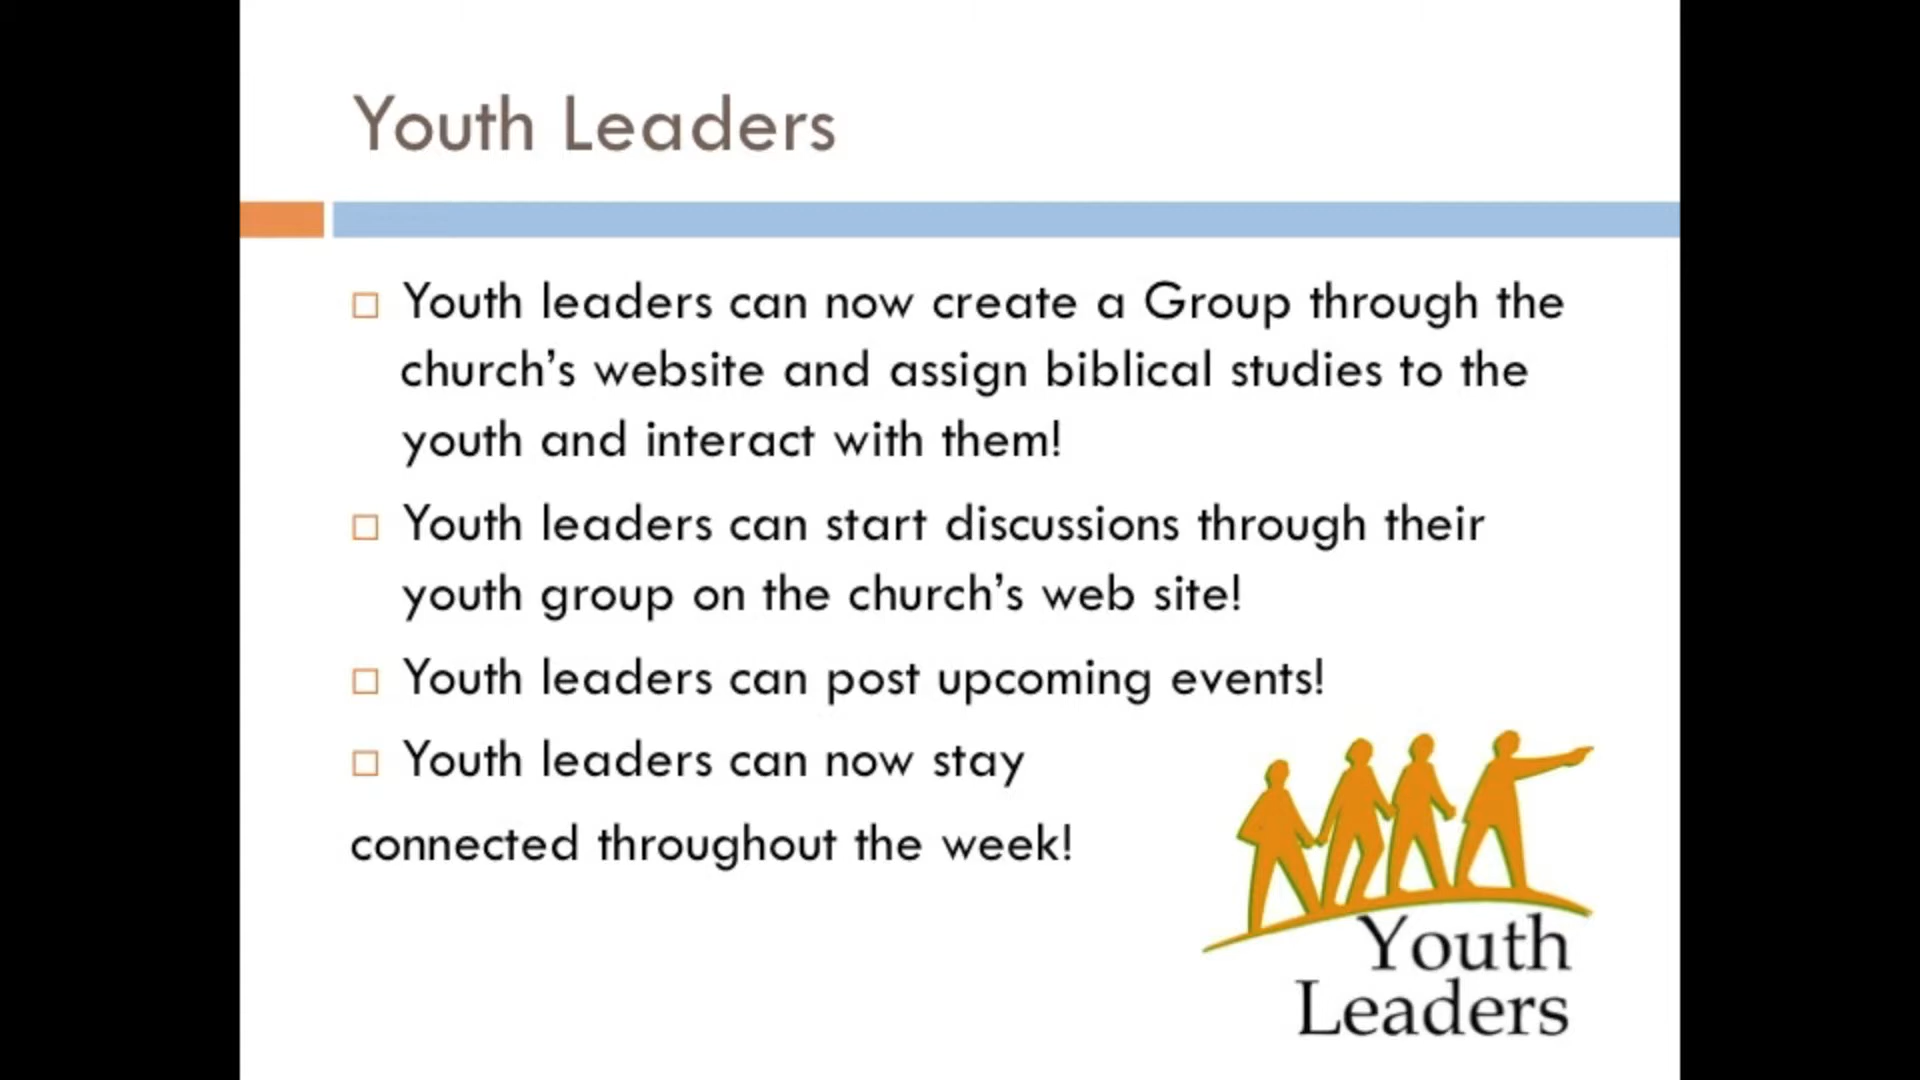 Youth Leaders
Youth leaders can now create a Group through the
church’s website and assign biblical studies to the
youth and interact with them!
Youth leaders can start discussions through their
youth group on the church’s web site!
Youth leaders can post upcoming events!
Youth leaders can now stay
connected throughout the week!
Youth
Leaders